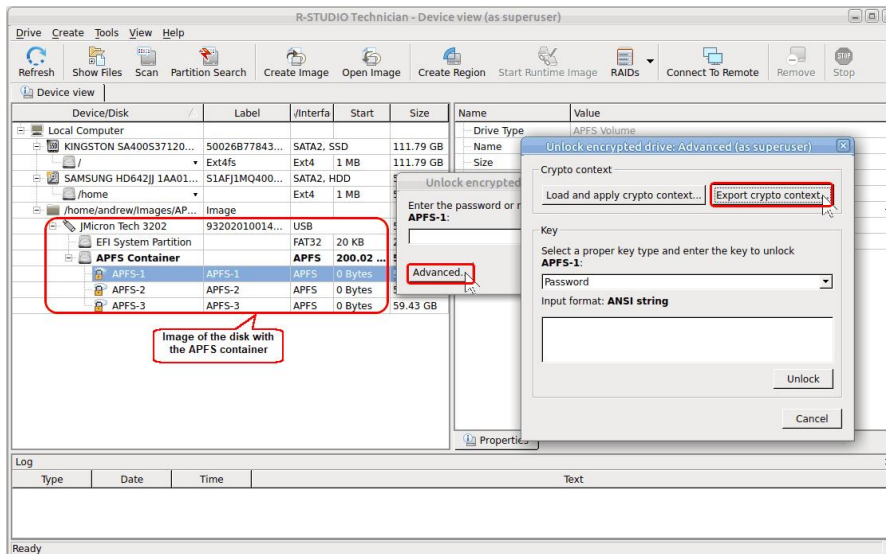 R-STUDIO Technician - Device view (as superuser)
Drive Create Tools View Help
Refresh Show Files Scan Partition Search Create Image Open Image Create Region Start Runtime Image RAIDs Connect To Remote Remove Stop
Device view
Device/Disk Label Start Size Name Value
Local Computer Drive Type APFS Volume
KINGSTON SA400S37120... 50026B77843... SATA2, SSD 111.79 GB Name
/ Ext4fs Ext4 1 MB 111.79 GB Size
SAMSUNG HD642JJ 1AA01... S1AFJ1MQ400... SATA2, HDD
/home Ext4 1 MB
/home/andrew/Images/AP... Image
JMicron Tech 3202 93202010014... USB
EFI System Partition FAT32 20 KB
APFS Container APFS 200.02 ...
APFS-1 APFS-1 APFS 0 Bytes
APFS-2 APFS-2 APFS 0 Bytes
APFS-3 APFS-3 APFS 0 Bytes 59.43 GB
Image of the disk with
the APFS container
Unlock encrypted
Enter the password or
APFS-1:
Advanced...
Unlock encrypted drive: Advanced (as superuser)
Crypto context
Load and apply crypto context... Export crypto context...
Key
Select a proper key type and enter the key to unlock
APFS-1:
Password
Input format: ANSI string
Unlock
Cancel
Properties
Log
Type Date Time Text
Ready